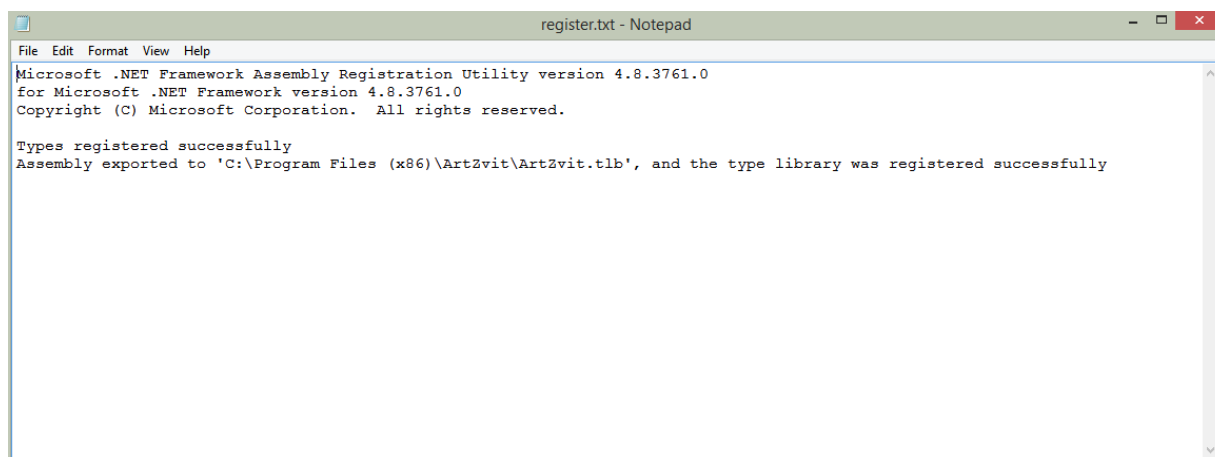 register.txt - Notepad
File Edit Format View Help
Microsoft .NET Framework Assembly Registration Utility version 4.8.3761.0
for Microsoft .NET Framework version 4.8.3761.0
Copyright (C) Microsoft Corporation.  All rights reserved.
Types registered successfully
Assembly exported to 'C:\Program Files (x86)\ArtZvit\ArtZvit.tlb', and the type library was registered successfully